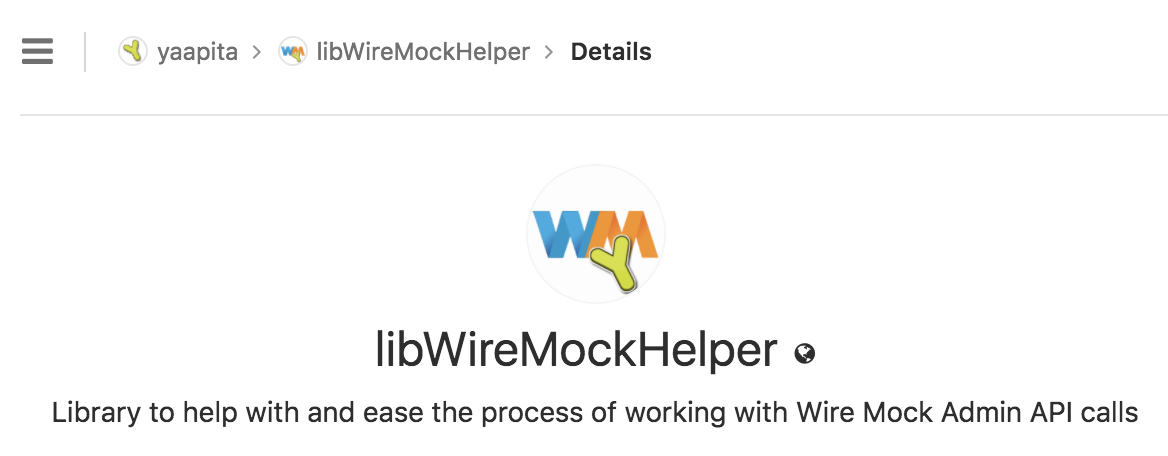 yaapita > libWireMockHelper > Details
WM
Y
libWireMockHelper
Library to help with and ease the process of working with Wire Mock Admin API calls